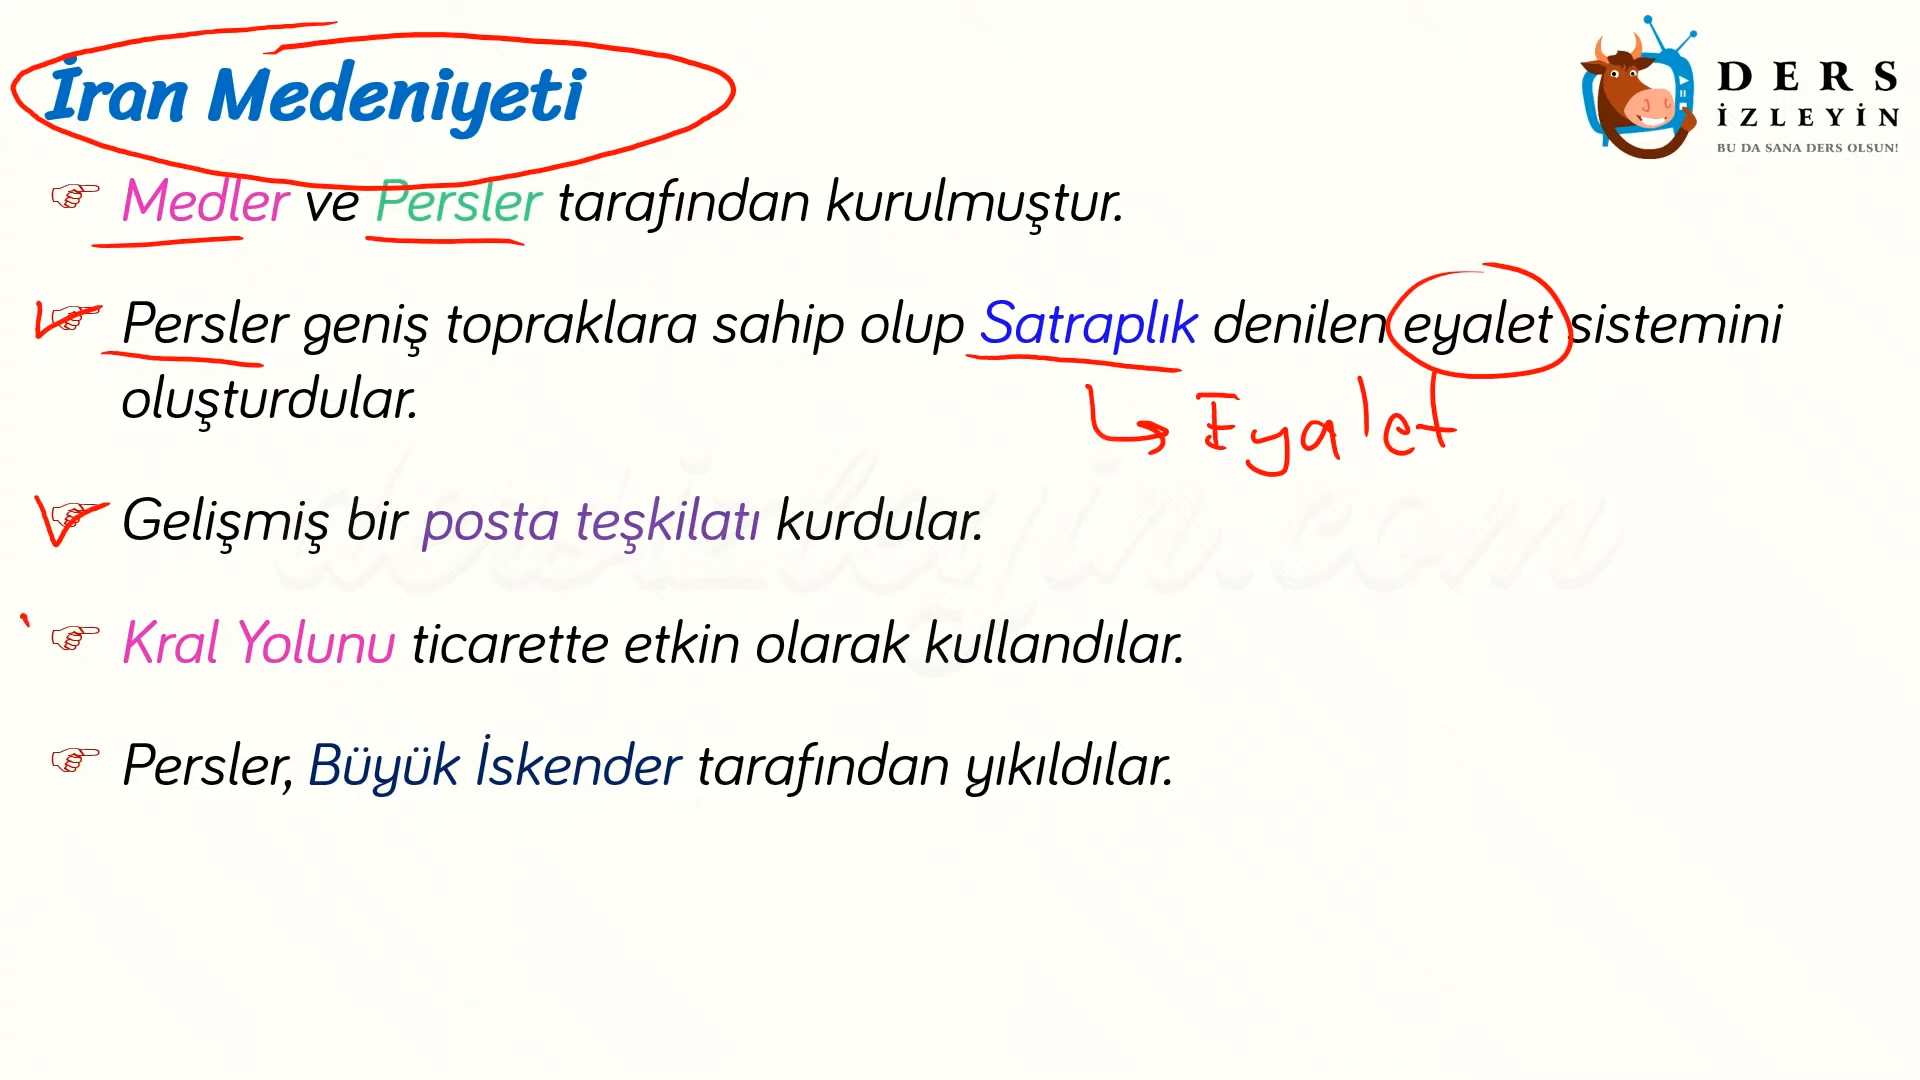 İran Medeniyeti
DERS
İZLEYİN
BU DA SANA DERS OLSUN!
Medler ve Persler tarafından kurulmuştur.
Persler geniş topraklara sahip olup Satraplık denilen eyalet sistemini
oluşturdular.
Eyalet
Gelişmiş bir posta teşkilatı kurdular.
dersizleyin.com
Kral Yolunu ticarette etkin olarak kullandılar.
Persler, Büyük İskender tarafından yıkıldılar.